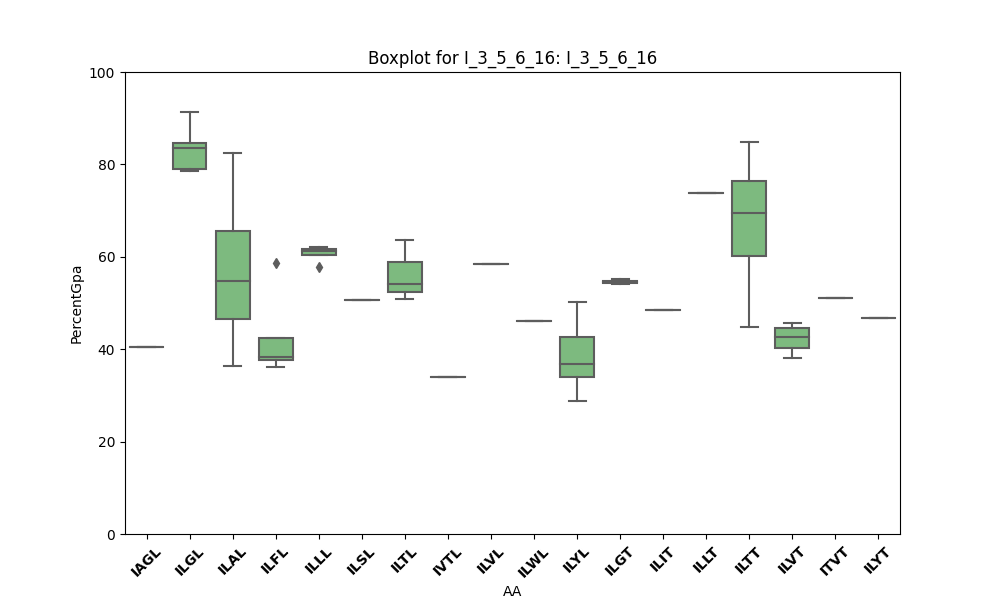 Boxplot for I_3_5_6_16: I_3_5_6_16
100
80
60
40
20
0
PercentGpa
IAGL
ILGL
ILAL
ILFL
ILLL
ILSL
ILTL
IVTL
ILVL
ILWL
ILYL
ILGT
ILIT
ILLT
ILTT
ILVT
ITVT
ILYT
AA